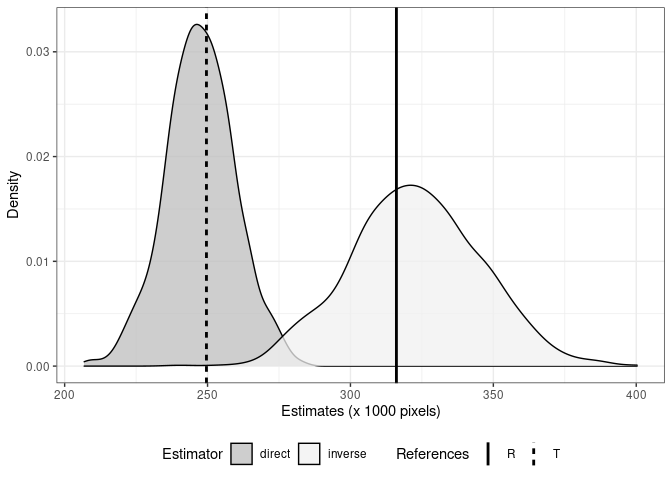 0.03
0.02
0.01
0.00
Density
200 250 300 350 400
Estimates (x 1000 pixels)
Estimator direct inverse References R T